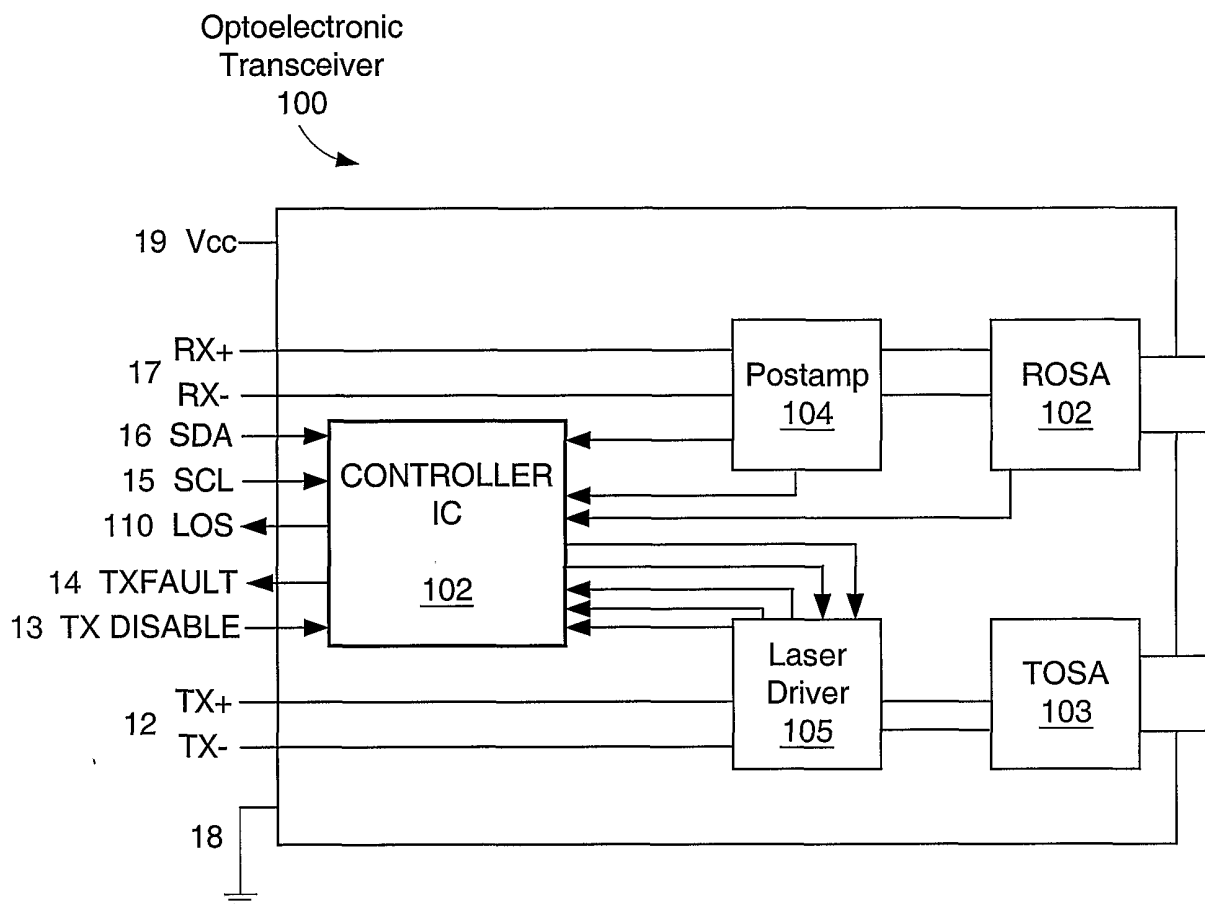 Optoelectronic
Transceiver
100
19 Vcc
17 RX+
RX-
16 SDA
15 SCL
110 LOS
14 TXFAULT
13 TX DISABLE
12 TX+
TX-
18
CONTROLLER
IC
102
Postamp
104
ROSA
102
Laser
Driver
105
TOSA
103